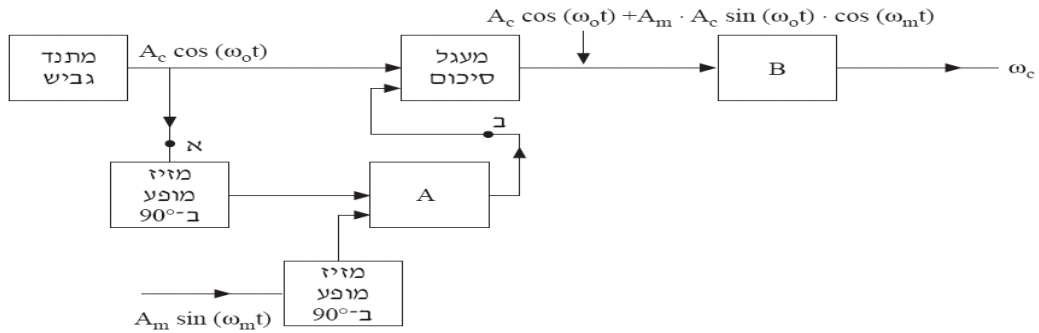 A_c cos (ω_o t) + A_m · A_c sin (ω_o t) · cos (ω_m t)
מתנד
גביש
A_c cos (ω_o t)
מעגל
סיכום
B
ω_c
א
ב
מזיז
מופע
ב-90°
A
מזיז
מופע
ב-90°
A_m sin (ω_m t)